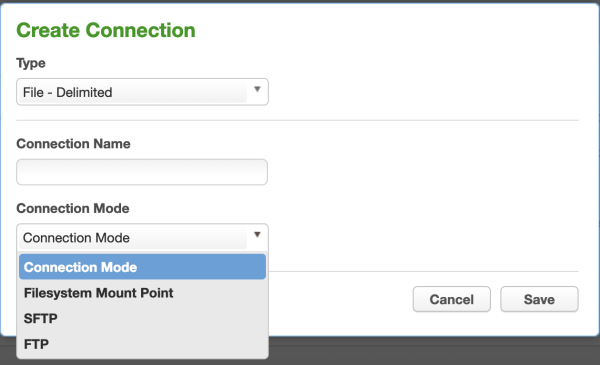 Create Connection
Type
File - Delimited
Connection Name
Connection Mode
Connection Mode
Connection Mode
Filesystem Mount Point
SFTP
FTP
Cancel Save